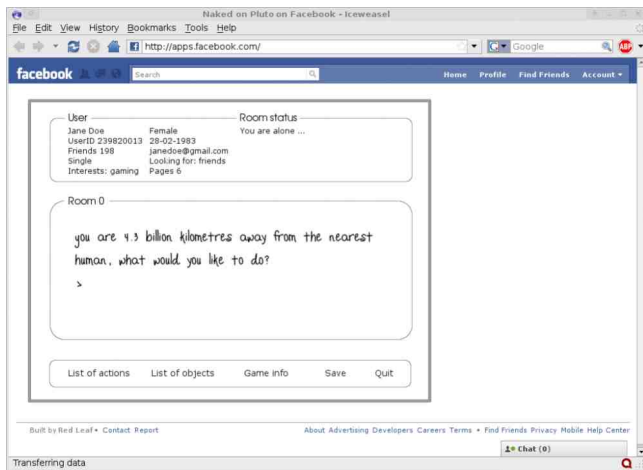 Naked on Pluto on Facebook - Iceweasel
File Edit View History Bookmarks Tools Help
http://apps.facebook.com/ Google ABP
facebook Search Home Profile Find Friends Account
User Room status
Jane Doe Female You are alone ...
UserID 239820013 28-02-1983
Friends 198 janedoe@gmail.com
Single Looking for: friends
Interests: gaming Pages 6
Room 0
you are 4.3 billion kilometres away from the nearest
human, what would you like to do?
>
List of actions List of objects Game info Save Quit
Built by Red Leaf • Contact Report About Advertising Developers Careers Terms • Find Friends Privacy Mobile Help Center
Chat (0)
Transferring data